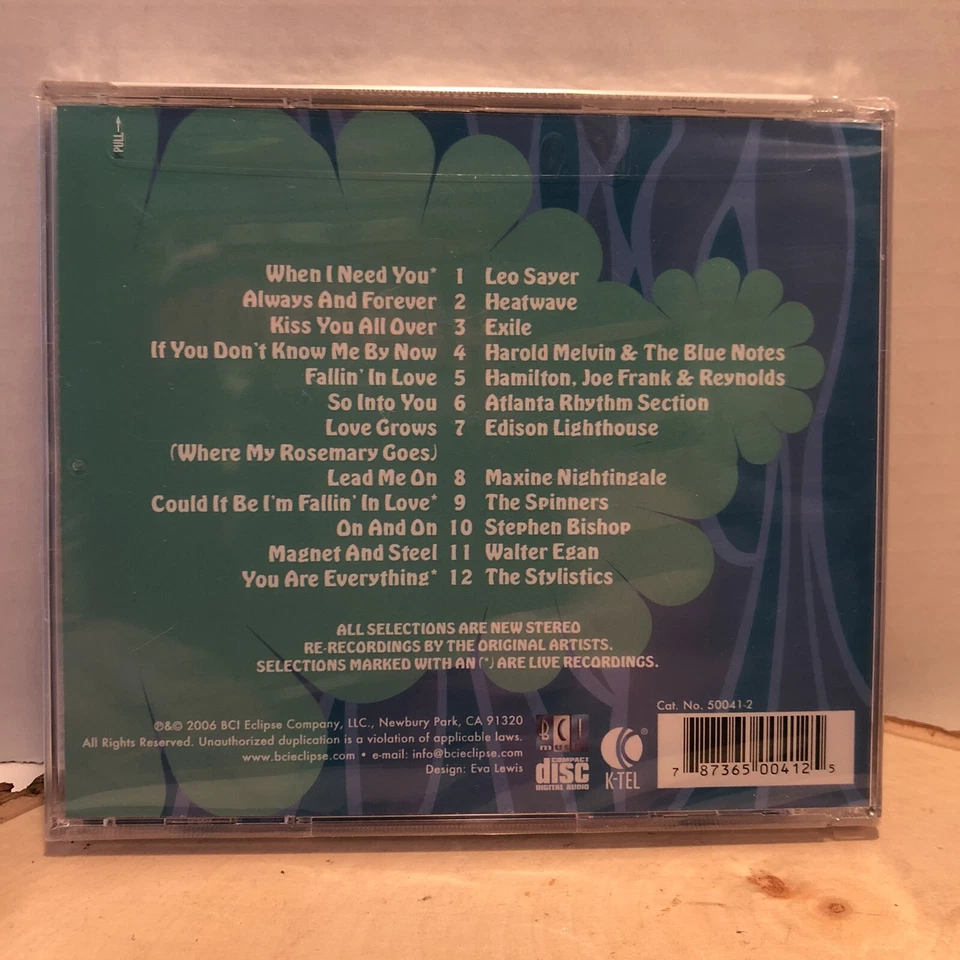 PULL→
When I Need You* 1 Leo Sayer
Always And Forever 2 Heatwave
Kiss You All Over 3 Exile
If You Don't Know Me By Now 4 Harold Melvin & The Blue Notes
Fallin' In Love 5 Hamilton, Joe Frank & Reynolds
So Into You 6 Atlanta Rhythm Section
Love Grows 7 Edison Lighthouse
(Where My Rosemary Goes)
Lead Me On 8 Maxine Nightingale
Could It Be I'm Fallin' In Love* 9 The Spinners
On And On 10 Stephen Bishop
Magnet And Steel 11 Walter Egan
You Are Everything* 12 The Stylistics
ALL SELECTIONS ARE NEW STEREO
RE-RECORDINGS BY THE ORIGINAL ARTISTS.
SELECTIONS MARKED WITH AN (*) ARE LIVE RECORDINGS.
℗&© 2006 BCI Eclipse Company, LLC., Newbury Park, CA 91320
All Rights Reserved. Unauthorized duplication is a violation of applicable laws.
www.bcieclipse.com • e-mail: info@bcieclipse.com
Design: Eva Lewis
BCI
music
COMPACT
disc
DIGITAL AUDIO
K-TEL®
Cat. No. 50041-2
7 87365 00412 5